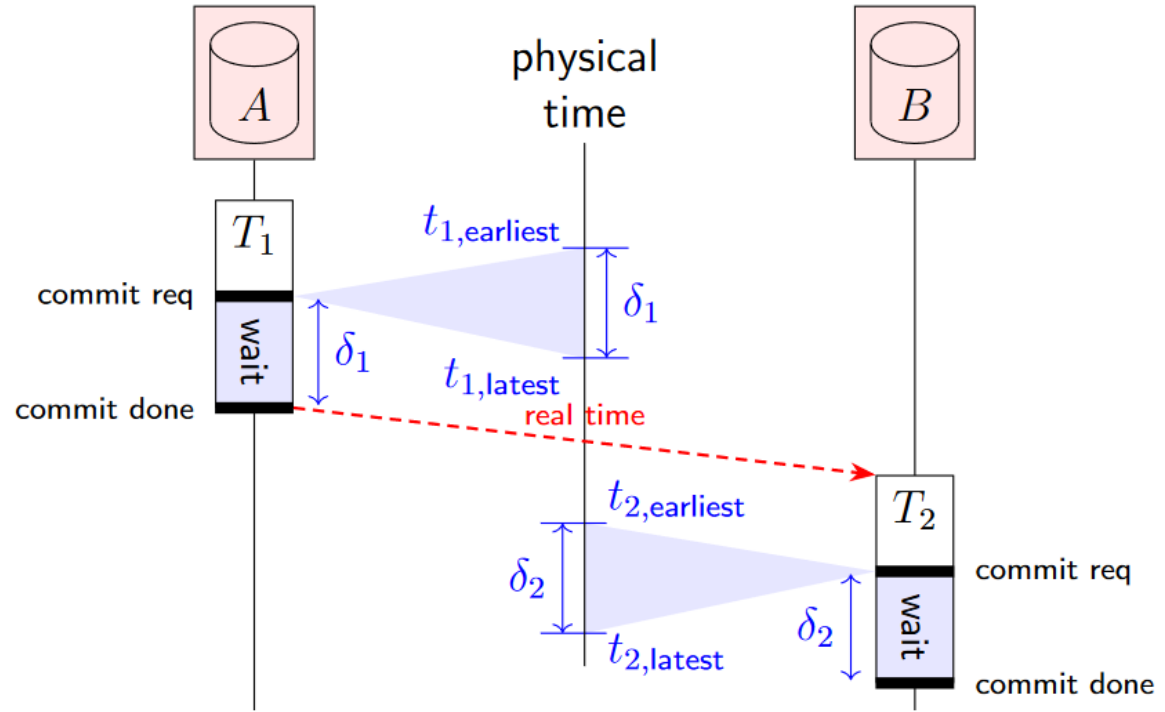 A
physical
time
B
T₁
t₁,earliest
commit req
wait
δ₁
δ₁
t₁,latest
commit done
real time
T₂
t₂,earliest
δ₂
commit req
wait
δ₂
t₂,latest
commit done